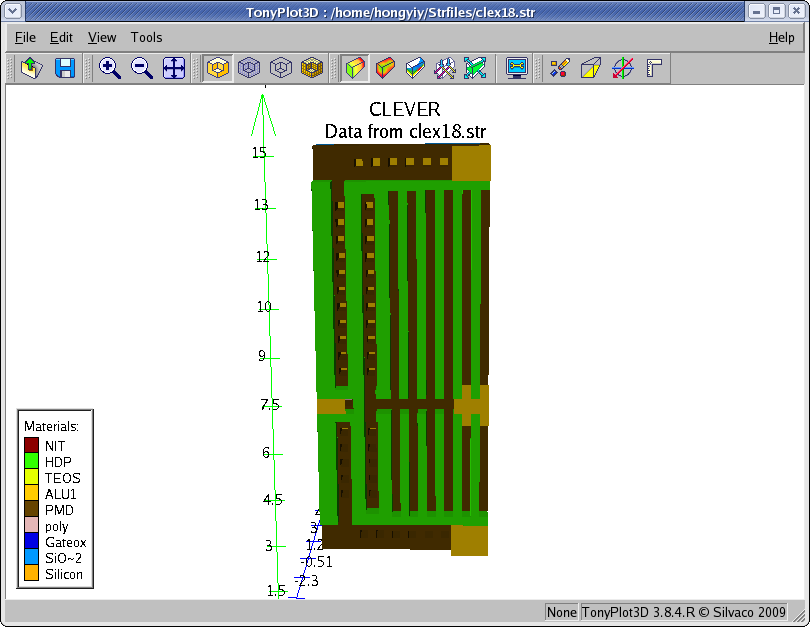 TonyPlot3D : /home/hongyiy/Strfiles/clex18.str
File Edit View Tools Help
CLEVER
Data from clex18.str
15
13
12
10
9
7.5
6
4.5
3
1.5
3
1.2
-0.51
-2.3
Materials:
NIT
HDP
TEOS
ALU1
PMD
poly
Gateox
SiO~2
Silicon
None TonyPlot3D 3.8.4.R © Silvaco 2009